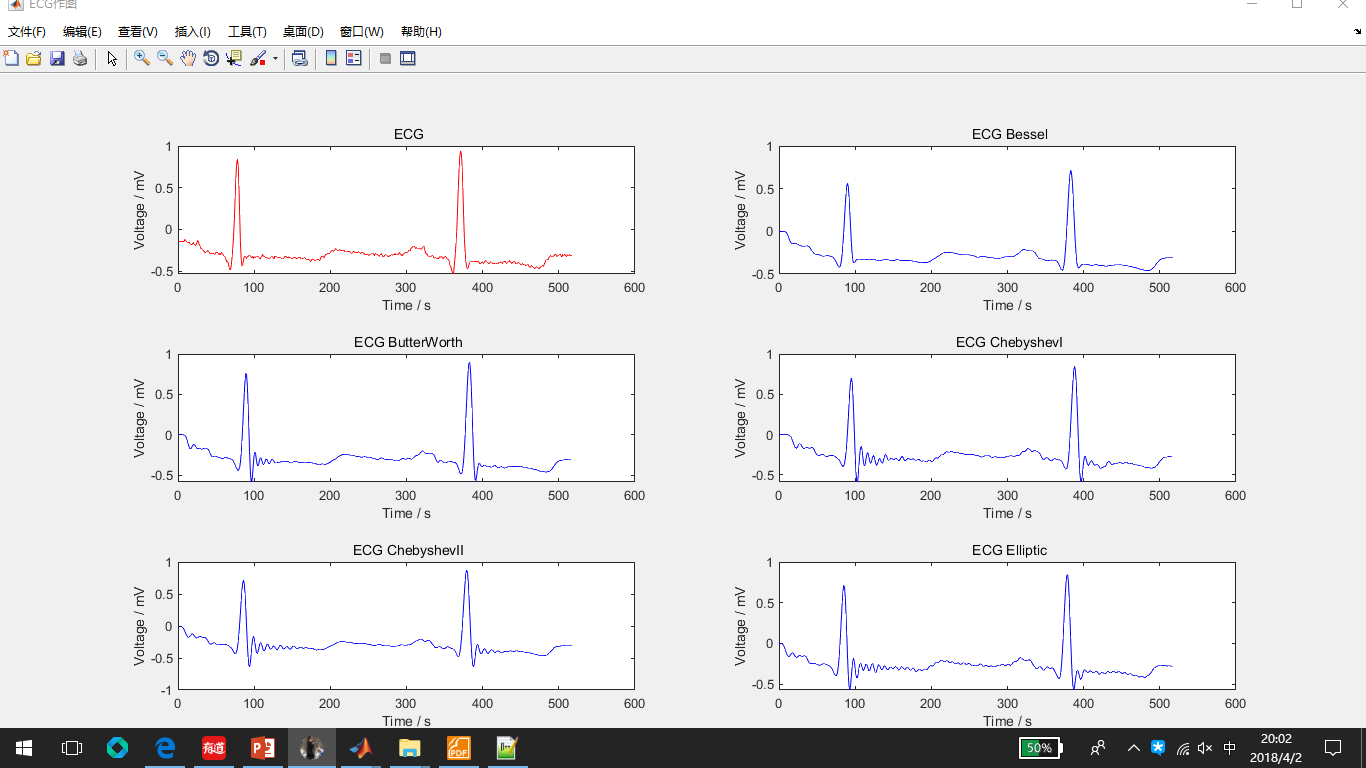 ECG作图
文件(F) 编辑(E) 查看(V) 插入(I) 工具(T) 桌面(D) 窗口(W) 帮助(H)
ECG
Voltage / mV
1
0.5
0
-0.5
0 100 200 300 400 500 600
Time / s
ECG Bessel
Voltage / mV
1
0.5
0
-0.5
0 100 200 300 400 500 600
Time / s
ECG ButterWorth
Voltage / mV
1
0.5
0
-0.5
0 100 200 300 400 500 600
Time / s
ECG ChebyshevI
Voltage / mV
1
0.5
0
-0.5
0 100 200 300 400 500 600
Time / s
ECG ChebyshevII
Voltage / mV
1
0.5
0
-0.5
-1
0 100 200 300 400 500 600
Time / s
ECG Elliptic
Voltage / mV
1
0.5
0
-0.5
0 100 200 300 400 500 600
Time / s
有道
PDF
50%
中
20:02
2018/4/2